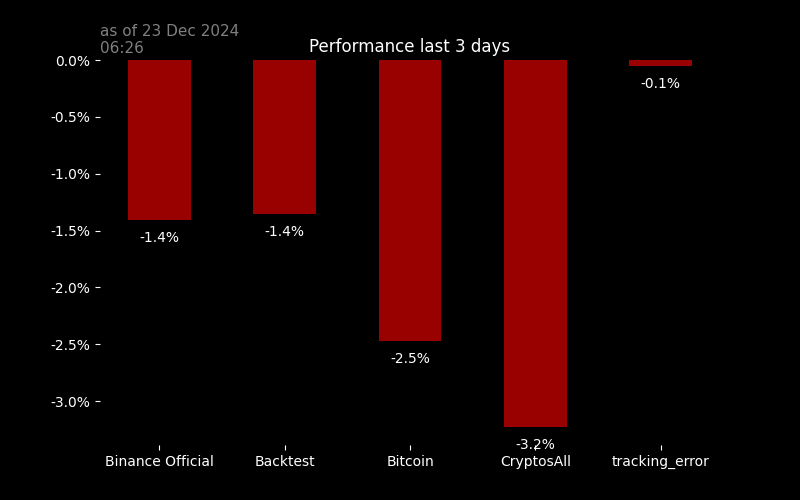 as of 23 Dec 2024
06:26
Performance last 3 days
0.0%
-0.5%
-1.0%
-1.5%
-2.0%
-2.5%
-3.0%
-1.4%
-1.4%
-2.5%
-3.2%
-0.1%
Binance Official
Backtest
Bitcoin
CryptosAll
tracking_error